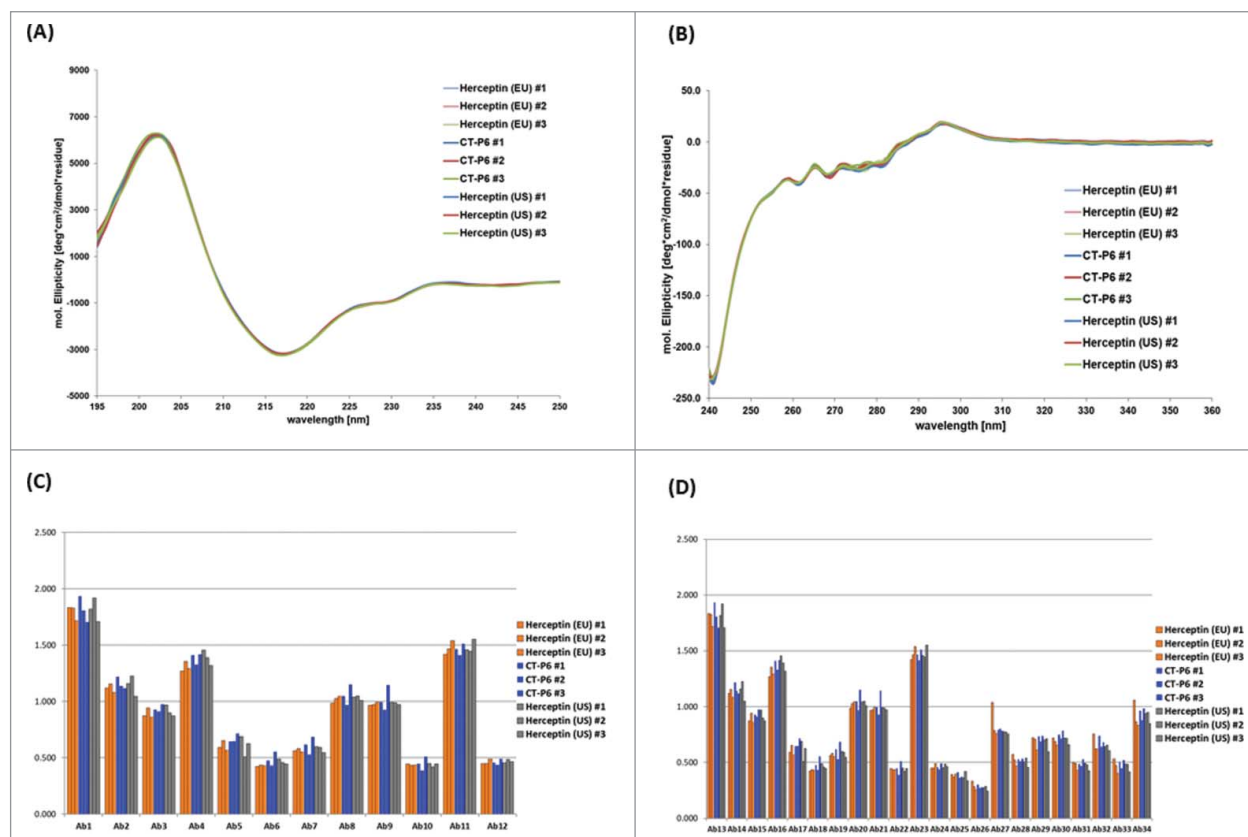 (A)
9000
7000
5000
3000
1000
-1000
-3000
-5000
mol. Ellipticity [deg*cm²/dmol*residue]
195 200 205 210 215 220 225 230 235 240 245 250
wavelength [nm]
Herceptin (EU) #1
Herceptin (EU) #2
Herceptin (EU) #3
CT-P6 #1
CT-P6 #2
CT-P6 #3
Herceptin (US) #1
Herceptin (US) #2
Herceptin (US) #3
(B)
50.0
0.0
-50.0
-100.0
-150.0
-200.0
-250.0
mol. Ellipticity [deg*cm²/dmol*residue]
240 250 260 270 280 290 300 310 320 330 340 350 360
wavelength [nm]
Herceptin (EU) #1
Herceptin (EU) #2
Herceptin (EU) #3
CT-P6 #1
CT-P6 #2
CT-P6 #3
Herceptin (US) #1
Herceptin (US) #2
Herceptin (US) #3
(C)
2.500
2.000
1.500
1.000
0.500
0.000
Ab1 Ab2 Ab3 Ab4 Ab5 Ab6 Ab7 Ab8 Ab9 Ab10 Ab11 Ab12
Herceptin (EU) #1
Herceptin (EU) #2
Herceptin (EU) #3
CT-P6 #1
CT-P6 #2
CT-P6 #3
Herceptin (US) #1
Herceptin (US) #2
Herceptin (US) #3
(D)
2.500
2.000
1.500
1.000
0.500
0.000
Ab13 Ab14 Ab15 Ab16 Ab17 Ab18 Ab19 Ab20 Ab21 Ab22 Ab23 Ab24 Ab25 Ab26 Ab27 Ab28 Ab29 Ab30 Ab31 Ab32 Ab33 Ab34
Herceptin (EU) #1
Herceptin (EU) #2
Herceptin (EU) #3
CT-P6 #1
CT-P6 #2
CT-P6 #3
Herceptin (US) #1
Herceptin (US) #2
Herceptin (US) #3